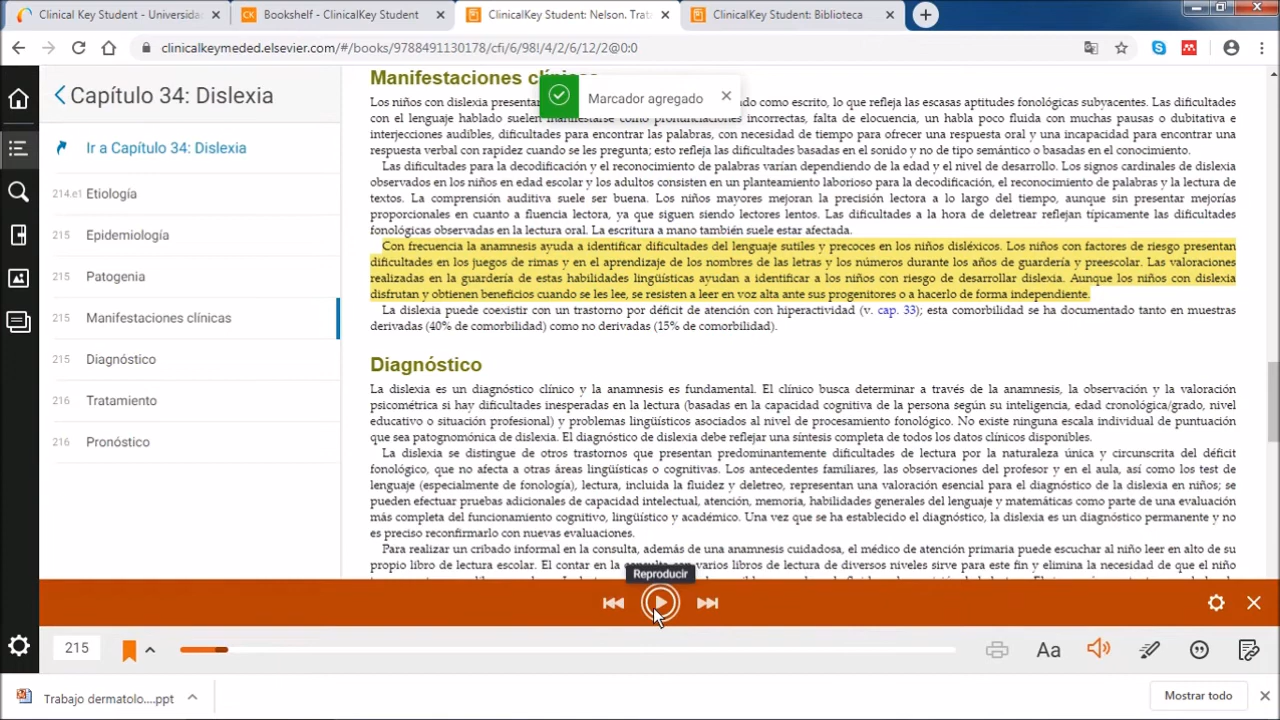 Clinical Key - Universidad
Bookshelf - ClinicalKey Student
ClinicalKey Student: Nelson. Trat
ClinicalKey Student: Biblioteca
clinicalkeymeded.elsevier.com/#/books/9788491130178/cfi/6/98!/4/2/6/12/2@0:0
Capítulo 34: Dislexia
Ir a Capítulo 34: Dislexia
214.e1 Etiología
215 Epidemiología
215 Patogenia
215 Manifestaciones clínicas
215 Diagnóstico
216 Tratamiento
216 Pronóstico
Marcador agregado
Manifestaciones clínicas
Los niños con dislexia presentan do como escrito, lo que refleja las escasas aptitudes fonológicas subyacentes. Las dificultades
con el lenguaje hablado suelen manifestarse como pronunciaciones incorrectas, falta de elocuencia, un habla poco fluida con muchas pausas o dubitativa e
interjecciones audibles, dificultades para encontrar las palabras, con necesidad de tiempo para ofrecer una respuesta oral y una incapacidad para encontrar una
respuesta verbal con rapidez cuando se les pregunta; esto refleja las dificultades basadas en el sonido y no de tipo semántico o basadas en el conocimiento.
Las dificultades para la decodificación y el reconocimiento de palabras varían dependiendo de la edad y el nivel de desarrollo. Los signos cardinales de dislexia
observados en los niños en edad escolar y los adultos consisten en un planteamiento laborioso para la decodificación, el reconocimiento de palabras y la lectura de
textos. La comprensión auditiva suele ser buena. Los niños mayores mejoran la precisión lectora a lo largo del tiempo, aunque sin presentar mejorías
proporcionales en cuanto a fluencia lectora, ya que siguen siendo lectores lentos. Las dificultades a la hora de deletrear reflejan típicamente las dificultades
fonológicas observadas en la lectura oral. La escritura a mano también suele estar afectada.
Con frecuencia la anamnesis ayuda a identificar dificultades del lenguaje sutiles y precoces en los niños disléxicos. Los niños con factores de riesgo presentan
dificultades en los juegos de rimas y en el aprendizaje de los nombres de las letras y los números durante los años de guardería y preescolar. Las valoraciones
realizadas en la guardería de estas habilidades lingüísticas ayudan a identificar a los niños con riesgo de desarrollar dislexia. Aunque los niños con dislexia
disfrutan y obtienen beneficios cuando se les lee, se resisten a leer en voz alta ante sus progenitores o a hacerlo de forma independiente.
La dislexia puede coexistir con un trastorno por déficit de atención con hiperactividad (v. cap. 33); esta comorbilidad se ha documentado tanto en muestras
derivadas (40% de comorbilidad) como no derivadas (15% de comorbilidad).
Diagnóstico
La dislexia es un diagnóstico clínico y la anamnesis es fundamental. El clínico busca determinar a través de la anamnesis, la observación y la valoración
psicométrica si hay dificultades inesperadas en la lectura (basadas en la capacidad cognitiva de la persona según su inteligencia, edad cronológica/grado, nivel
educativo o situación profesional) y problemas lingüísticos asociados al nivel de procesamiento fonológico. No existe ninguna escala individual de puntuación
que sea patognomónica de dislexia. El diagnóstico de dislexia debe reflejar una síntesis completa de todos los datos clínicos disponibles.
La dislexia se distingue de otros trastornos que presentan predominantemente dificultades de lectura por la naturaleza única y circunscrita del déficit
fonológico, que no afecta a otras áreas lingüísticas o cognitivas. Los antecedentes familiares, las observaciones del profesor y en el aula, así como los test de
lenguaje (especialmente de fonología), lectura, incluida la fluidez y deletreo, representan una valoración esencial para el diagnóstico de la dislexia en niños; se
pueden efectuar pruebas adicionales de capacidad intelectual, atención, memoria, habilidades generales del lenguaje y matemáticas como parte de una evaluación
más completa del funcionamiento cognitivo, lingüístico y académico. Una vez que se ha establecido el diagnóstico, la dislexia es un diagnóstico permanente y no
es preciso reconfirmarlo con nuevas evaluaciones.
Para realizar un cribado informal en la consulta, además de una anamnesis cuidadosa, el médico de atención primaria puede escuchar al niño leer en alto de su
propio libro de lectura escolar. El contar en la consulta con varios libros de lectura de diversos niveles sirve para este fin y elimina la necesidad de que el niño
Reproducir
215
Aa
Trabajo dermatolo....ppt
Mostrar todo